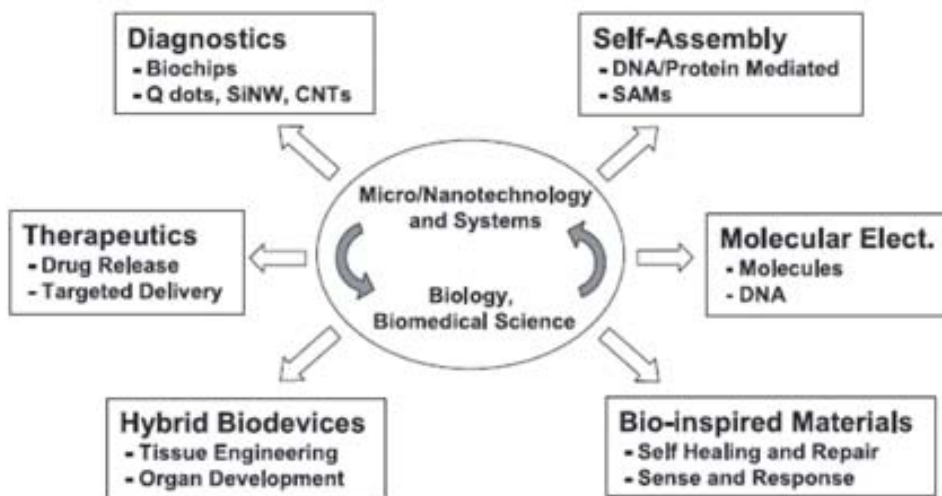 Diagnostics
- Biochips
- Q dots, SiNW, CNTs
Self-Assembly
- DNA/Protein Mediated
- SAMs
Micro/Nanotechnology
and Systems
Biology,
Biomedical Science
Therapeutics
- Drug Release
- Targeted Delivery
Molecular Elect.
- Molecules
- DNA
Hybrid Biodevices
- Tissue Engineering
- Organ Development
Bio-inspired Materials
- Self Healing and Repair
- Sense and Response